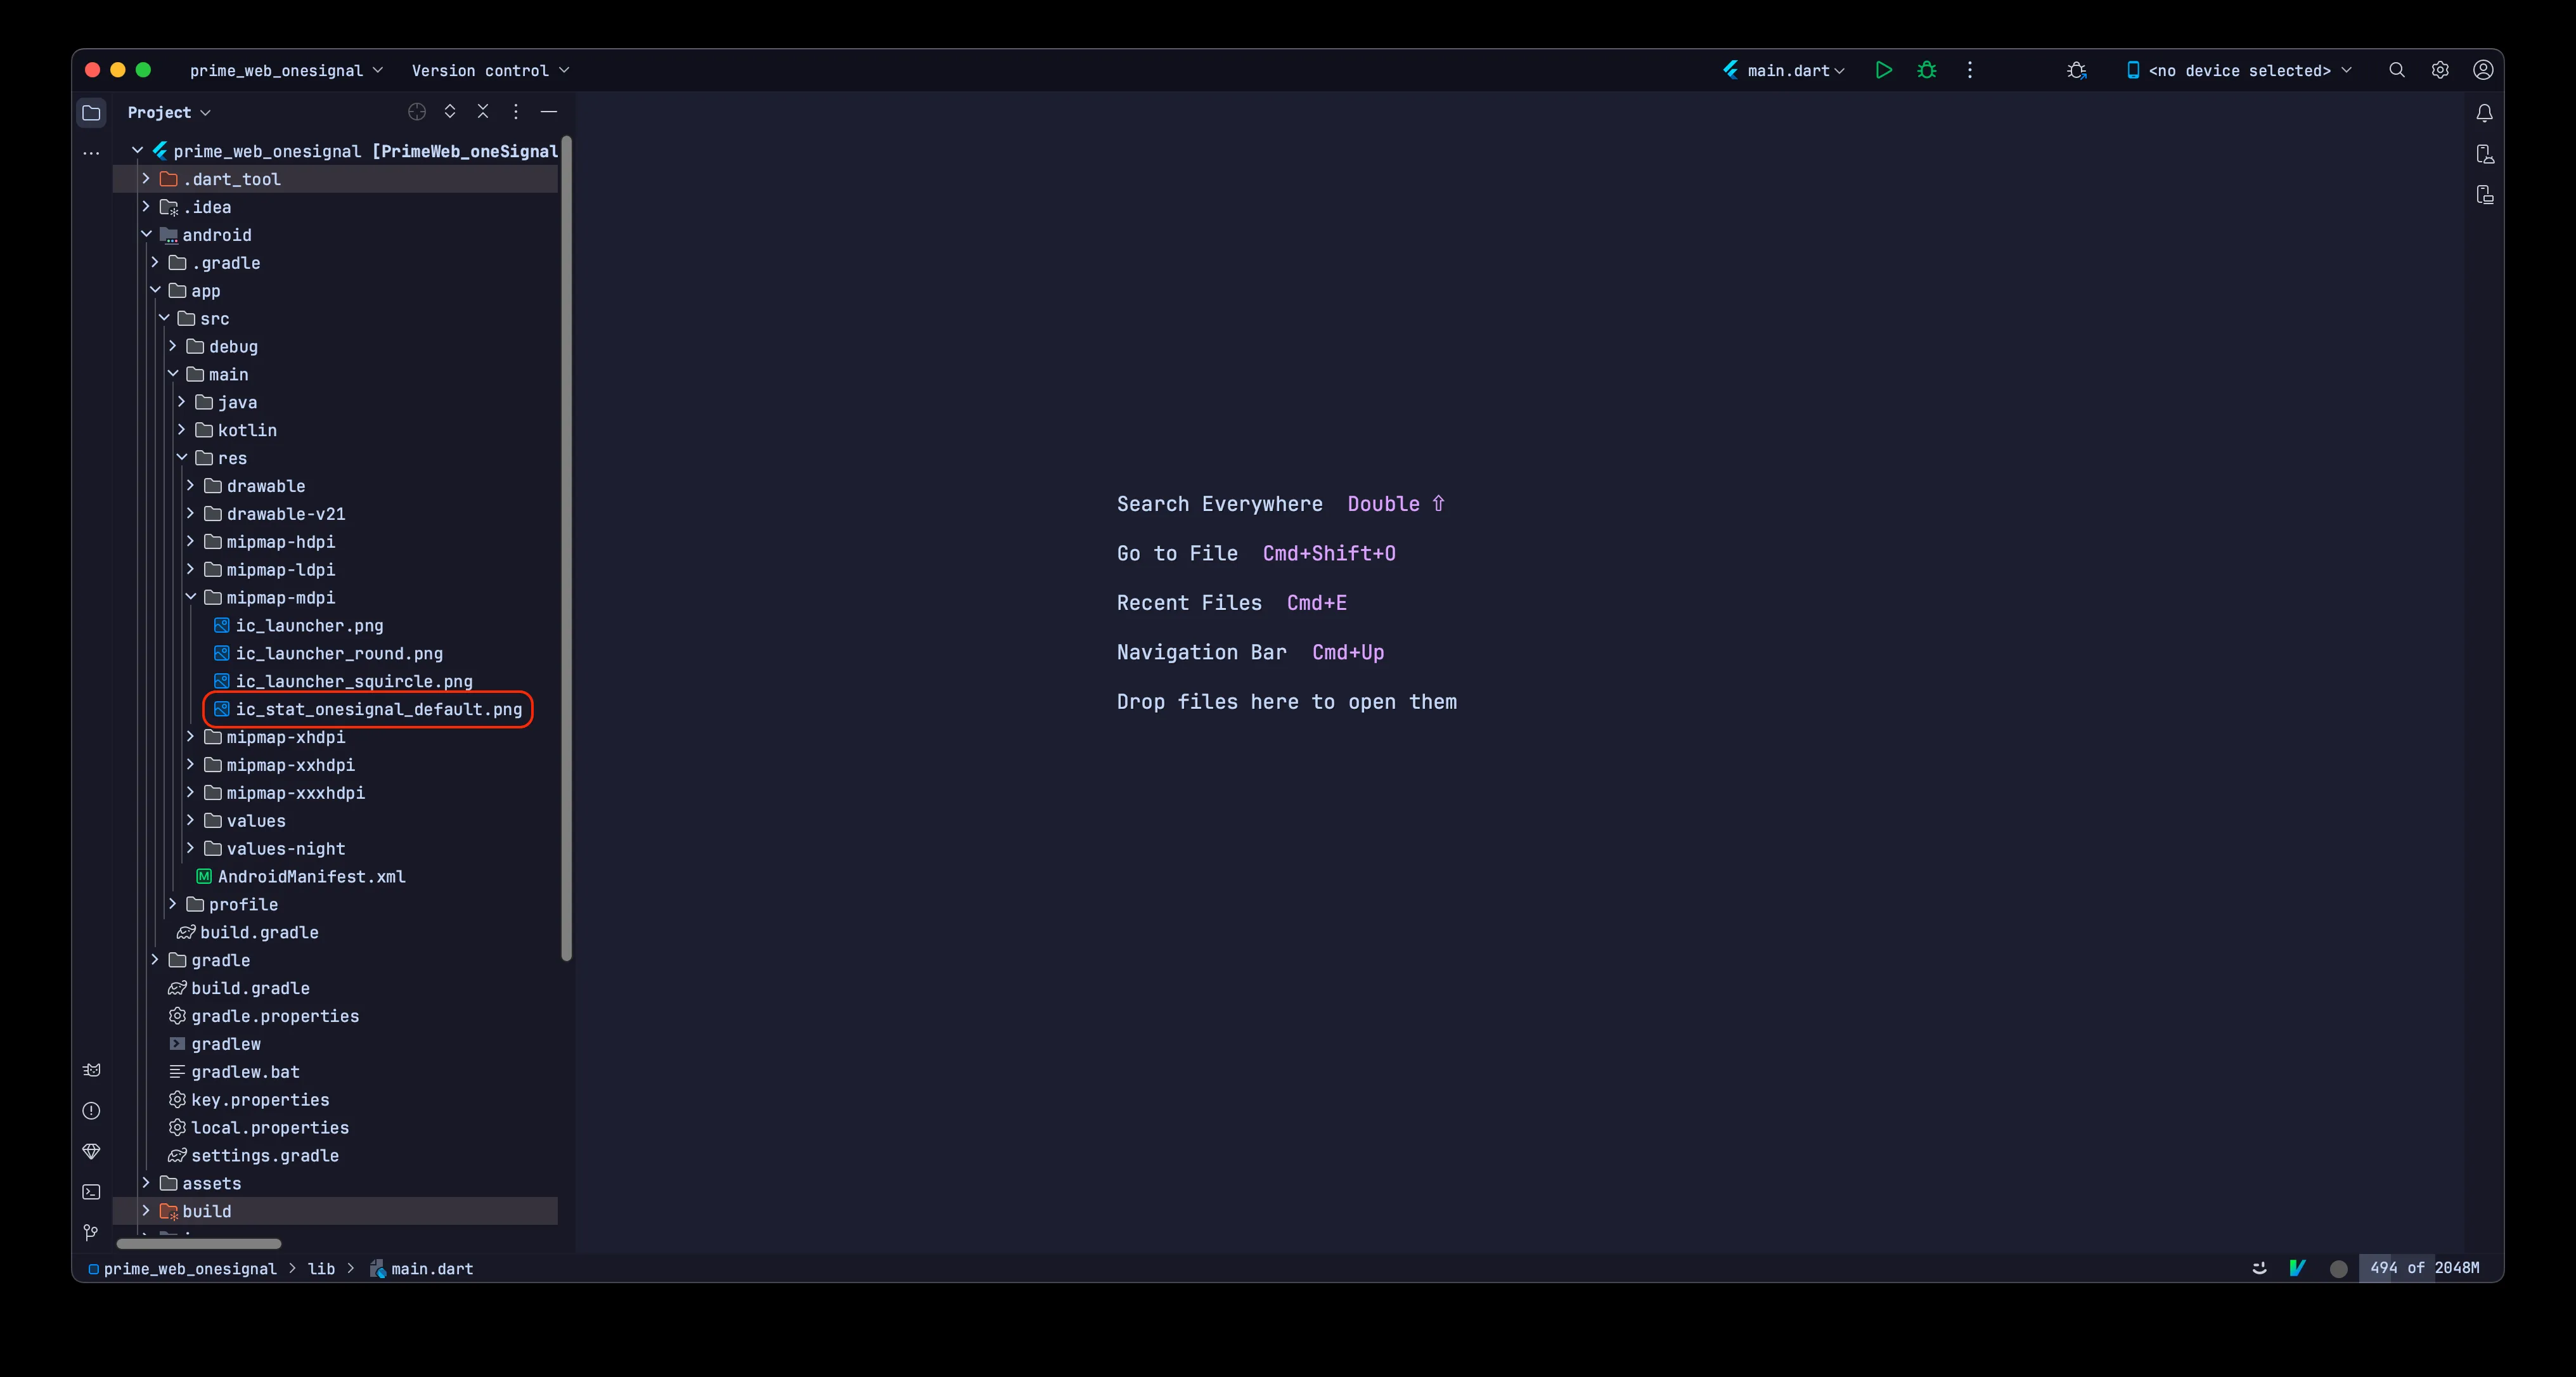 prime_web_onesignal Version control main.dart <no device selected>
Project
prime_web_onesignal [PrimeWeb_oneSignal
.dart_tool
.idea
android
.gradle
app
src
debug
main
java
kotlin
res
drawable
drawable-v21
mipmap-hdpi
mipmap-ldpi
mipmap-mdpi
ic_launcher.png
ic_launcher_round.png
ic_launcher_squircle.png
ic_stat_onesignal_default.png
mipmap-xhdpi
mipmap-xxhdpi
mipmap-xxxhdpi
values
values-night
AndroidManifest.xml
profile
build.gradle
gradle
build.gradle
gradle.properties
gradlew
gradlew.bat
key.properties
local.properties
settings.gradle
assets
build
Search Everywhere Double ⇧
Go to File Cmd+Shift+O
Recent Files Cmd+E
Navigation Bar Cmd+Up
Drop files here to open them
prime_web_onesignal > lib > main.dart
494 of 2048M